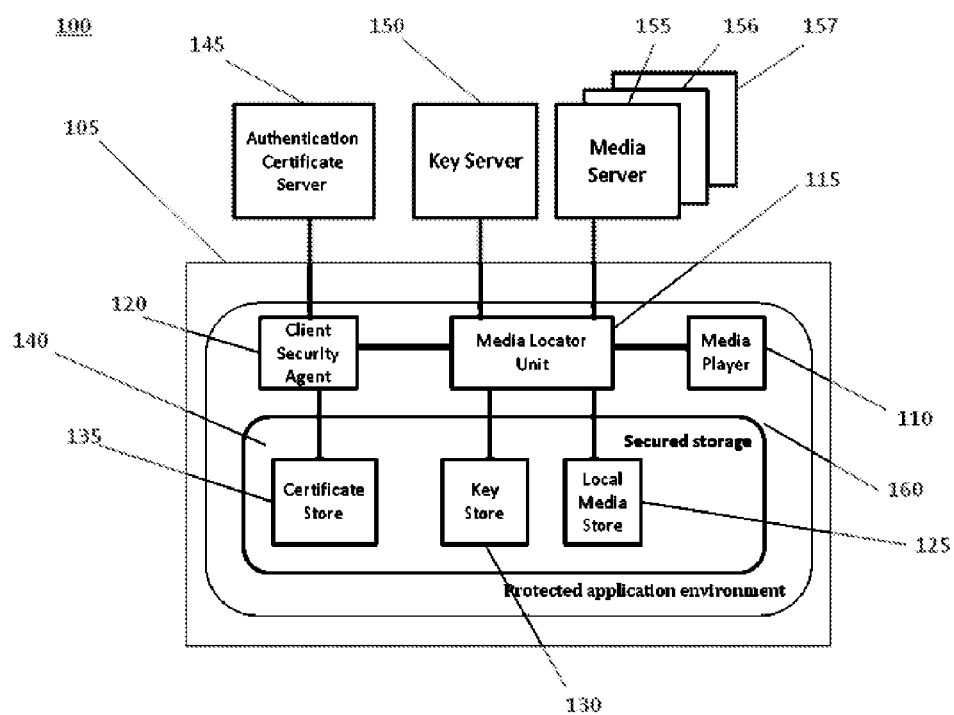 100
145
150
155
156
157
105
Authentication
Certificate
Server
Key Server
Media
Server
115
120
140
Client
Security
Agent
Media Locator
Unit
Media
Player
110
135
Secured storage
160
Certificate
Store
Key
Store
Local
Media
Store
125
Protected application environment
130